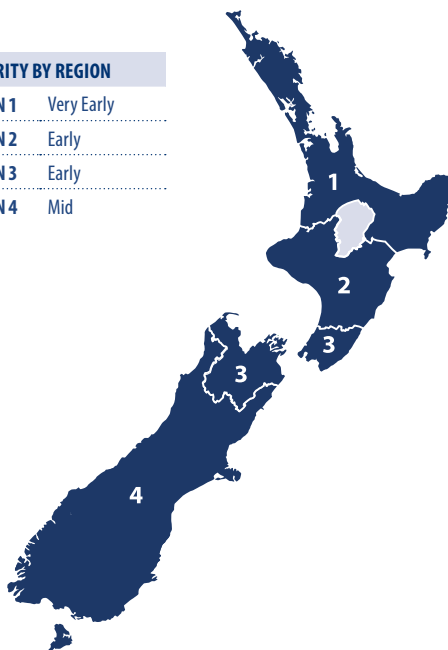 RITY BY REGION
N 1 Very Early
N 2 Early
N 3 Early
N 4 Mid
1
2
3
3
4